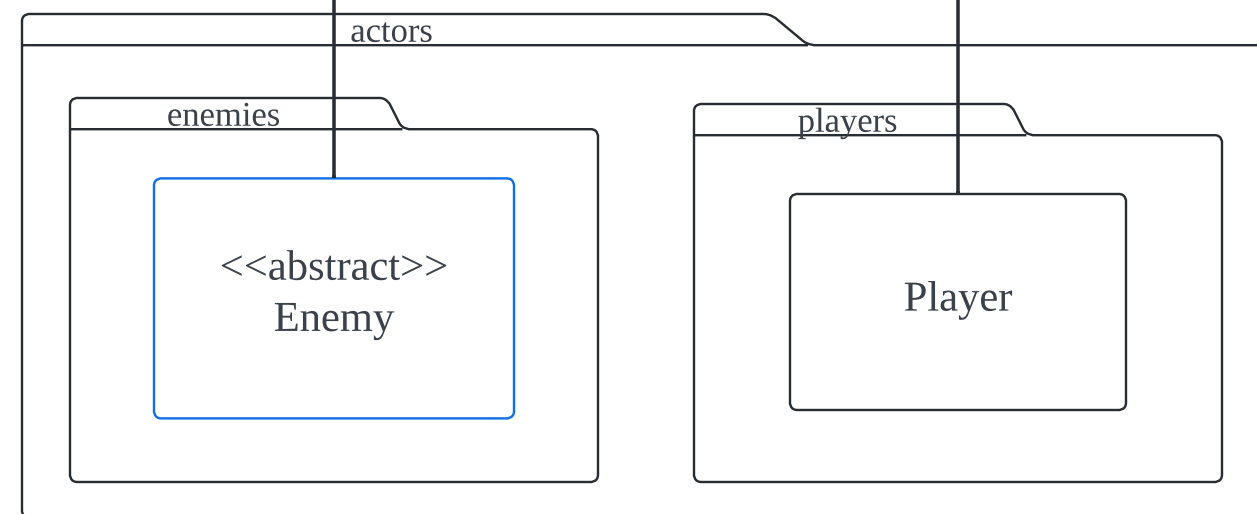 actors
enemies
players
<<abstract>>
Enemy
Player